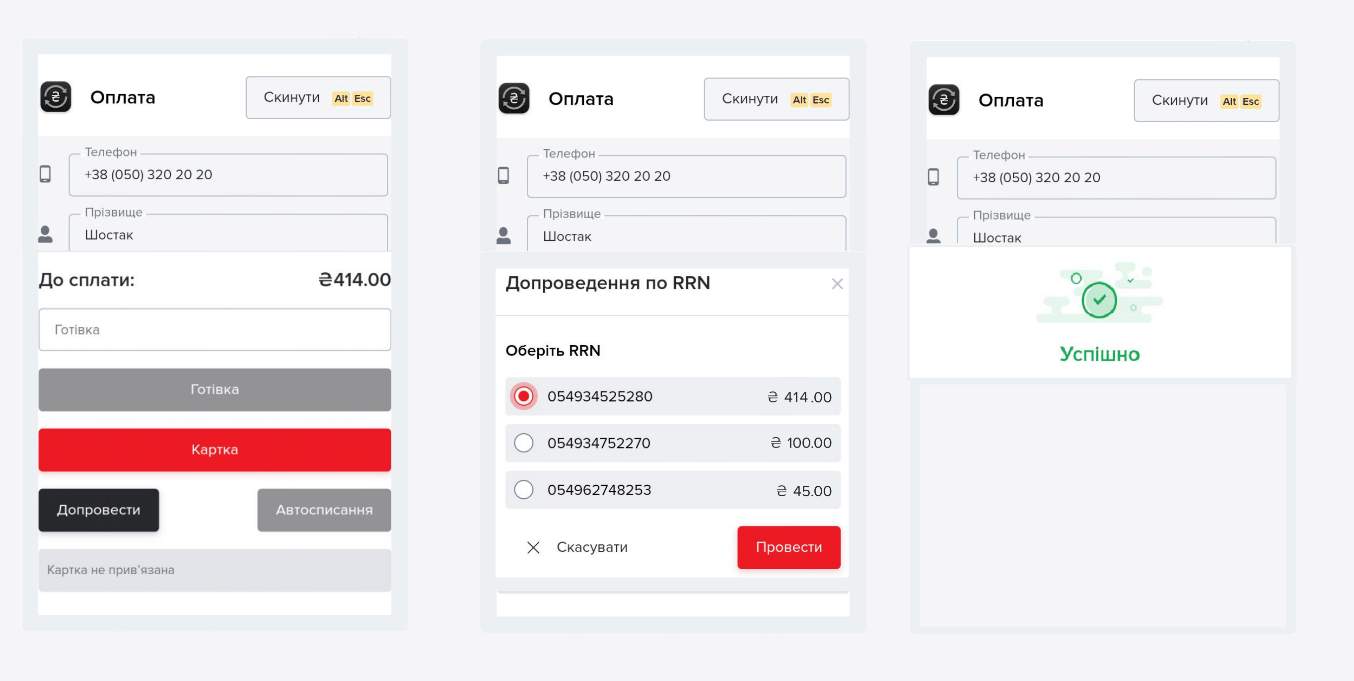 Оплата
Скинути Alt Esc
Телефон
+38 (050) 320 20 20
Прізвище
Шостак
До сплати: ₴414.00
Готівка
Готівка
Картка
Допровести
Автосписання
Картка не прив'язана
Оплата
Скинути Alt Esc
Телефон
+38 (050) 320 20 20
Прізвище
Шостак
Допроведення по RRN
Оберіть RRN
054934525280 ₴ 414.00
054934752270 ₴ 100.00
054962748253 ₴ 45.00
Скасувати
Провести
Оплата
Скинути Alt Esc
Телефон
+38 (050) 320 20 20
Прізвище
Шостак
Успішно